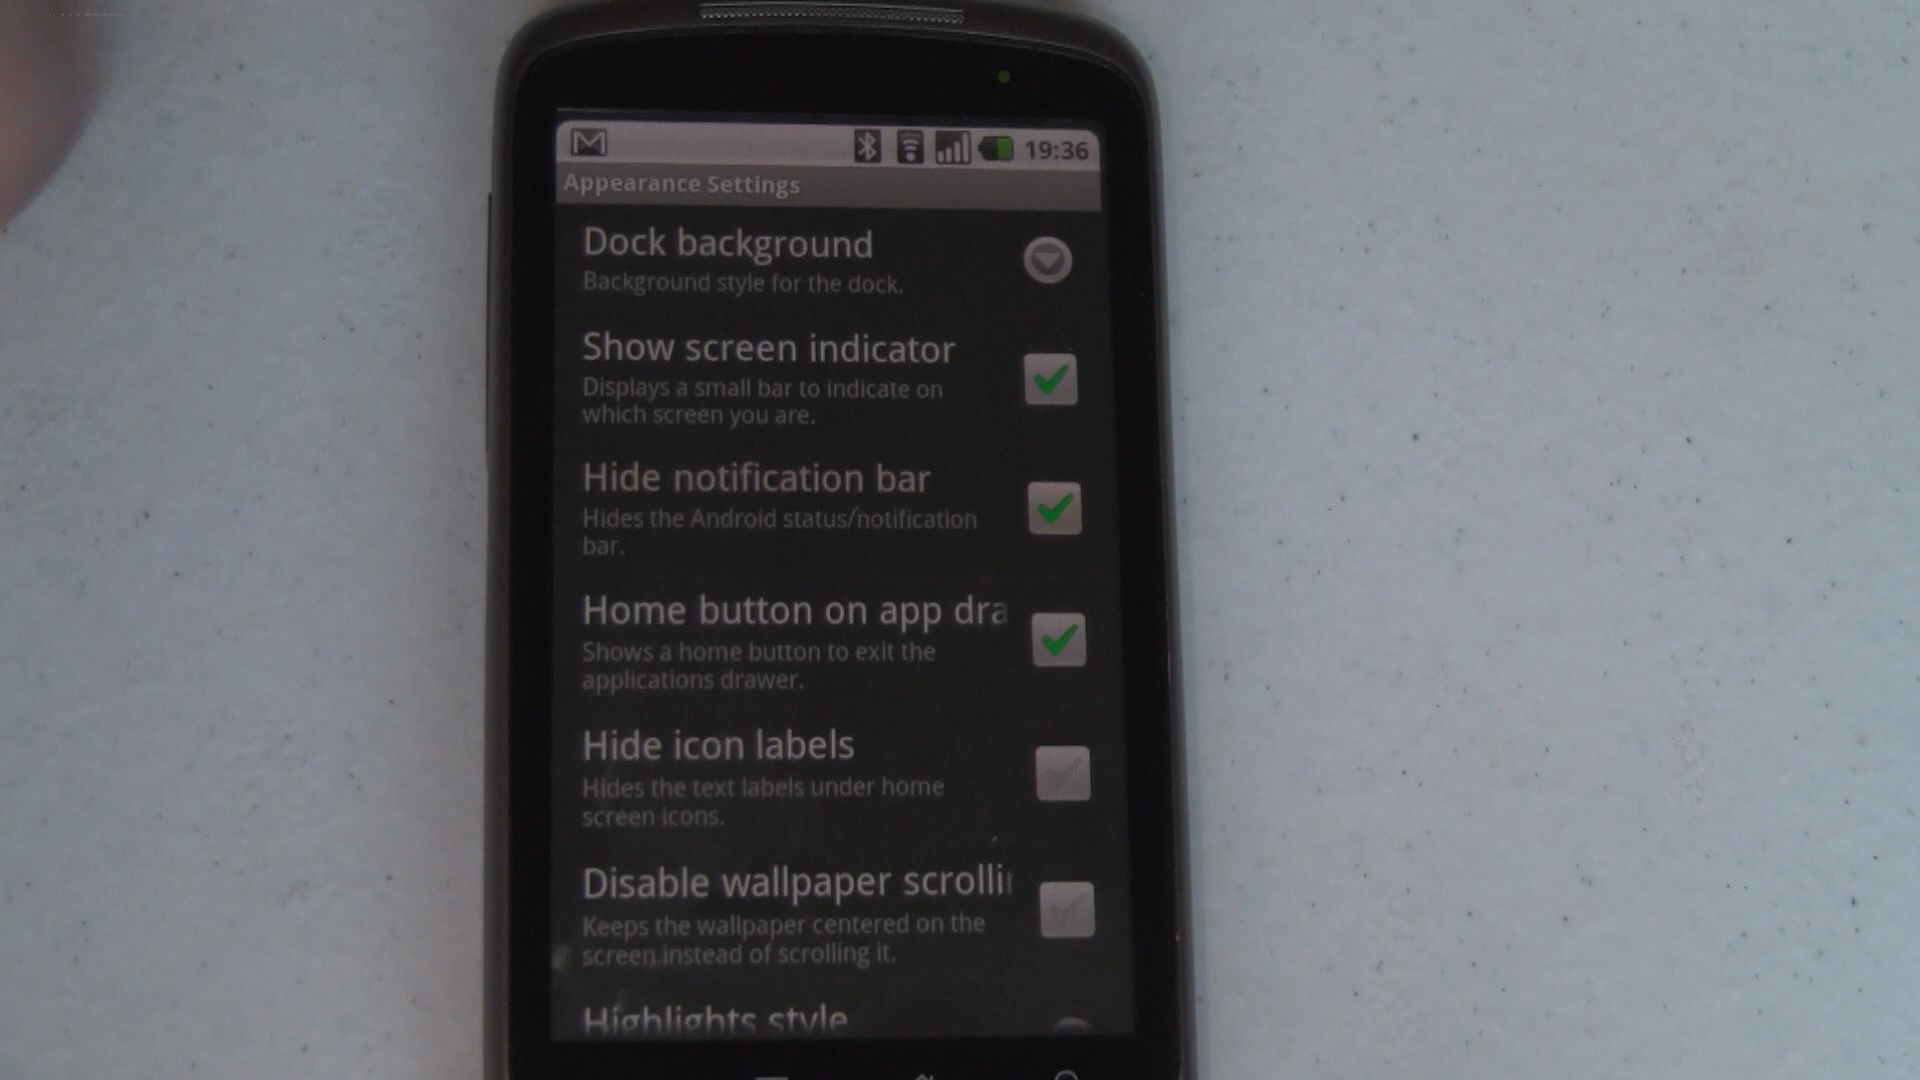 19:36
Appearance Settings
Dock background
Background style for the dock.
Show screen indicator
Displays a small bar to indicate on
which screen you are.
Hide notification bar
Hides the Android status/notification
bar.
Home button on app dra
Shows a home button to exit the
applications drawer.
Hide icon labels
Hides the text labels under home
screen icons.
Disable wallpaper scrollin
Keeps the wallpaper centered on the
screen instead of scrolling it.
Highlights style